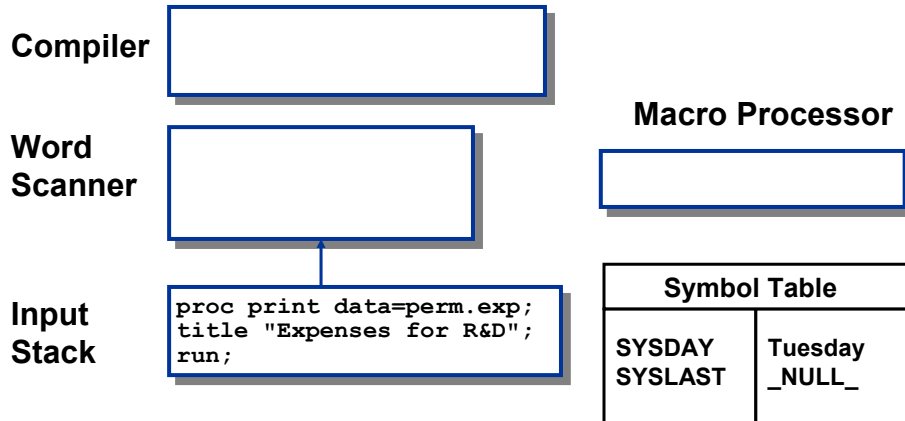 Compiler
Macro Processor
Word
Scanner
Input
Stack
proc print data=perm.exp;
title "Expenses for R&D";
run;
Symbol Table
SYSDAY Tuesday
SYSLAST _NULL_